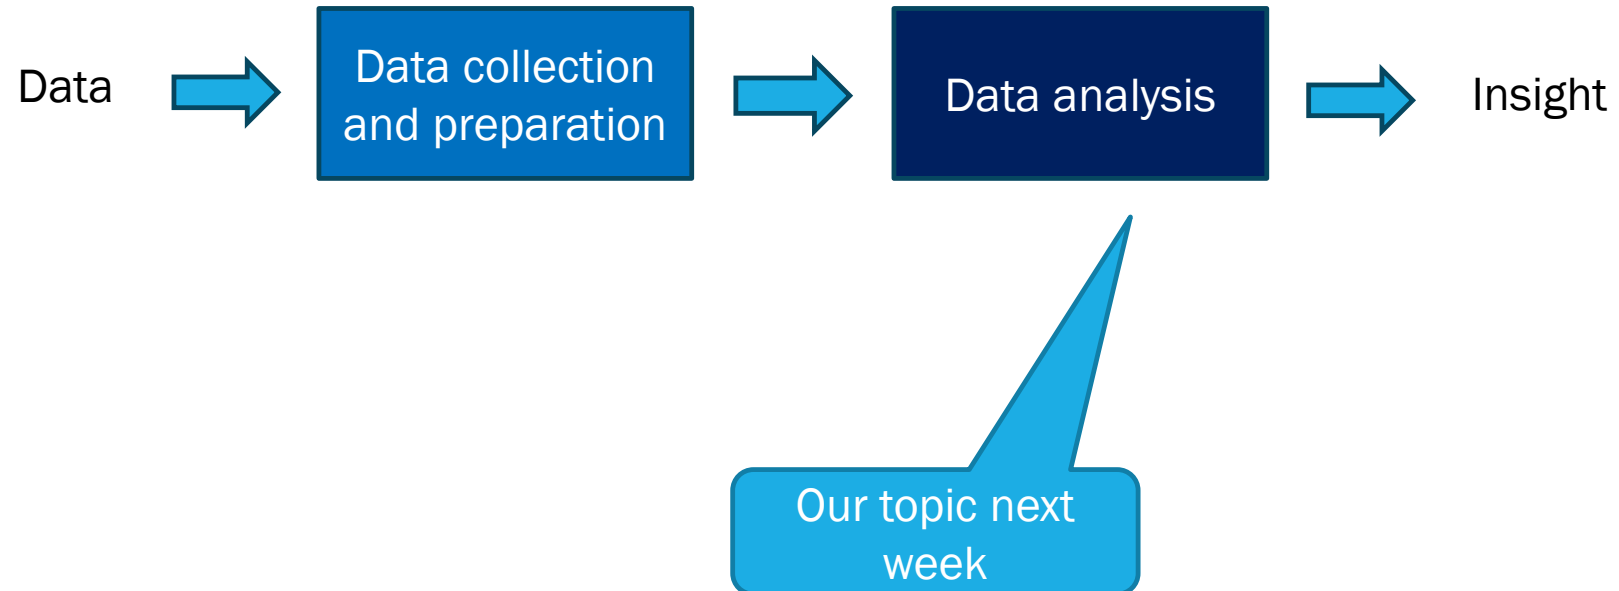 Data
Data collection
and preparation
Data analysis
Insight
Our topic next
week